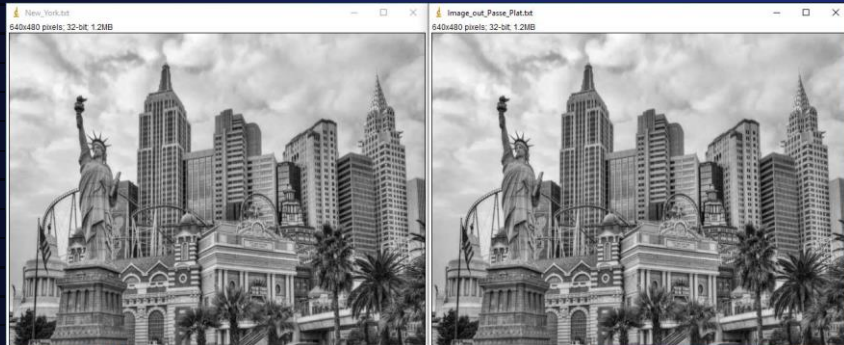 New_York.txt
640x480 pixels; 32-bit; 1.2MB
Image_out_Passe_Plat.txt
640x480 pixels; 32-bit; 1.2MB